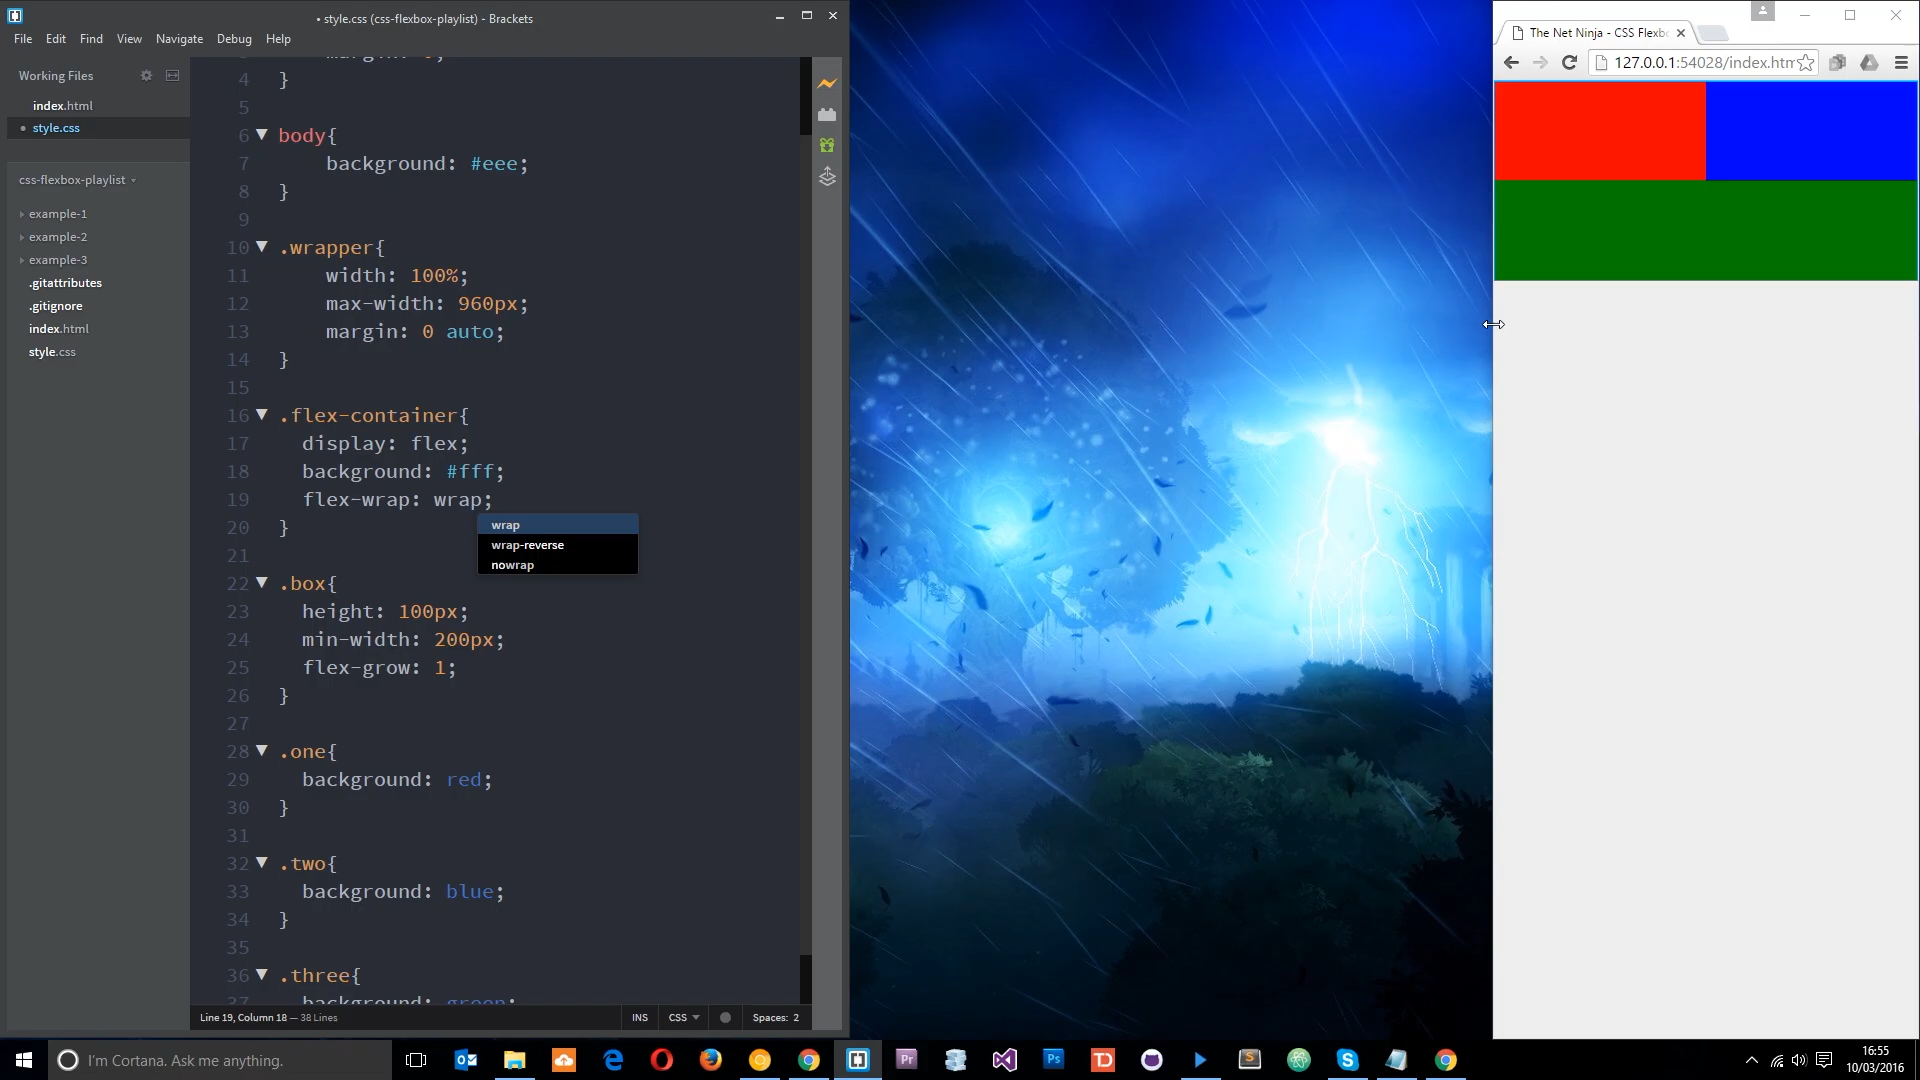 • style.css (css-flexbox-playlist) - Brackets
File Edit Find View Navigate Debug Help
Working Files
index.html
• style.css
css-flexbox-playlist
example-1
example-2
example-3
.gitattributes
.gitignore
index.html
style.css
4 }
5
6 body{
7 background: #eee;
8 }
9
10 .wrapper{
11 width: 100%;
12 max-width: 960px;
13 margin: 0 auto;
14 }
15
16 .flex-container{
17 display: flex;
18 background: #fff;
19 flex-wrap: wrap;
20 }
21
22 .box{
23 height: 100px;
24 min-width: 200px;
25 flex-grow: 1;
26 }
27
28 .one{
29 background: red;
30 }
31
32 .two{
33 background: blue;
34 }
35
36 .three{
37 background: green;
wrap
wrap-reverse
nowrap
Line 19, Column 18 — 38 Lines
INS CSS Spaces: 2
The Net Ninja - CSS Flexb
127.0.0.1:54028/index.htm
I'm Cortana. Ask me anything.
16:55
10/03/2016